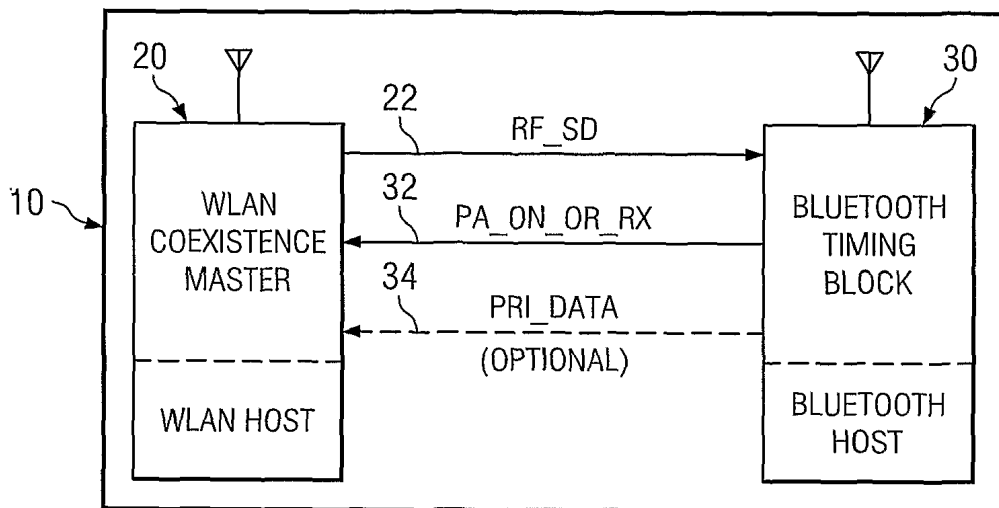 20
30
22
RF_SD
10
WLAN
COEXISTENCE
MASTER
32
PA_ON_OR_RX
BLUETOOTH
TIMING
BLOCK
34
PRI_DATA
(OPTIONAL)
WLAN HOST
BLUETOOTH
HOST